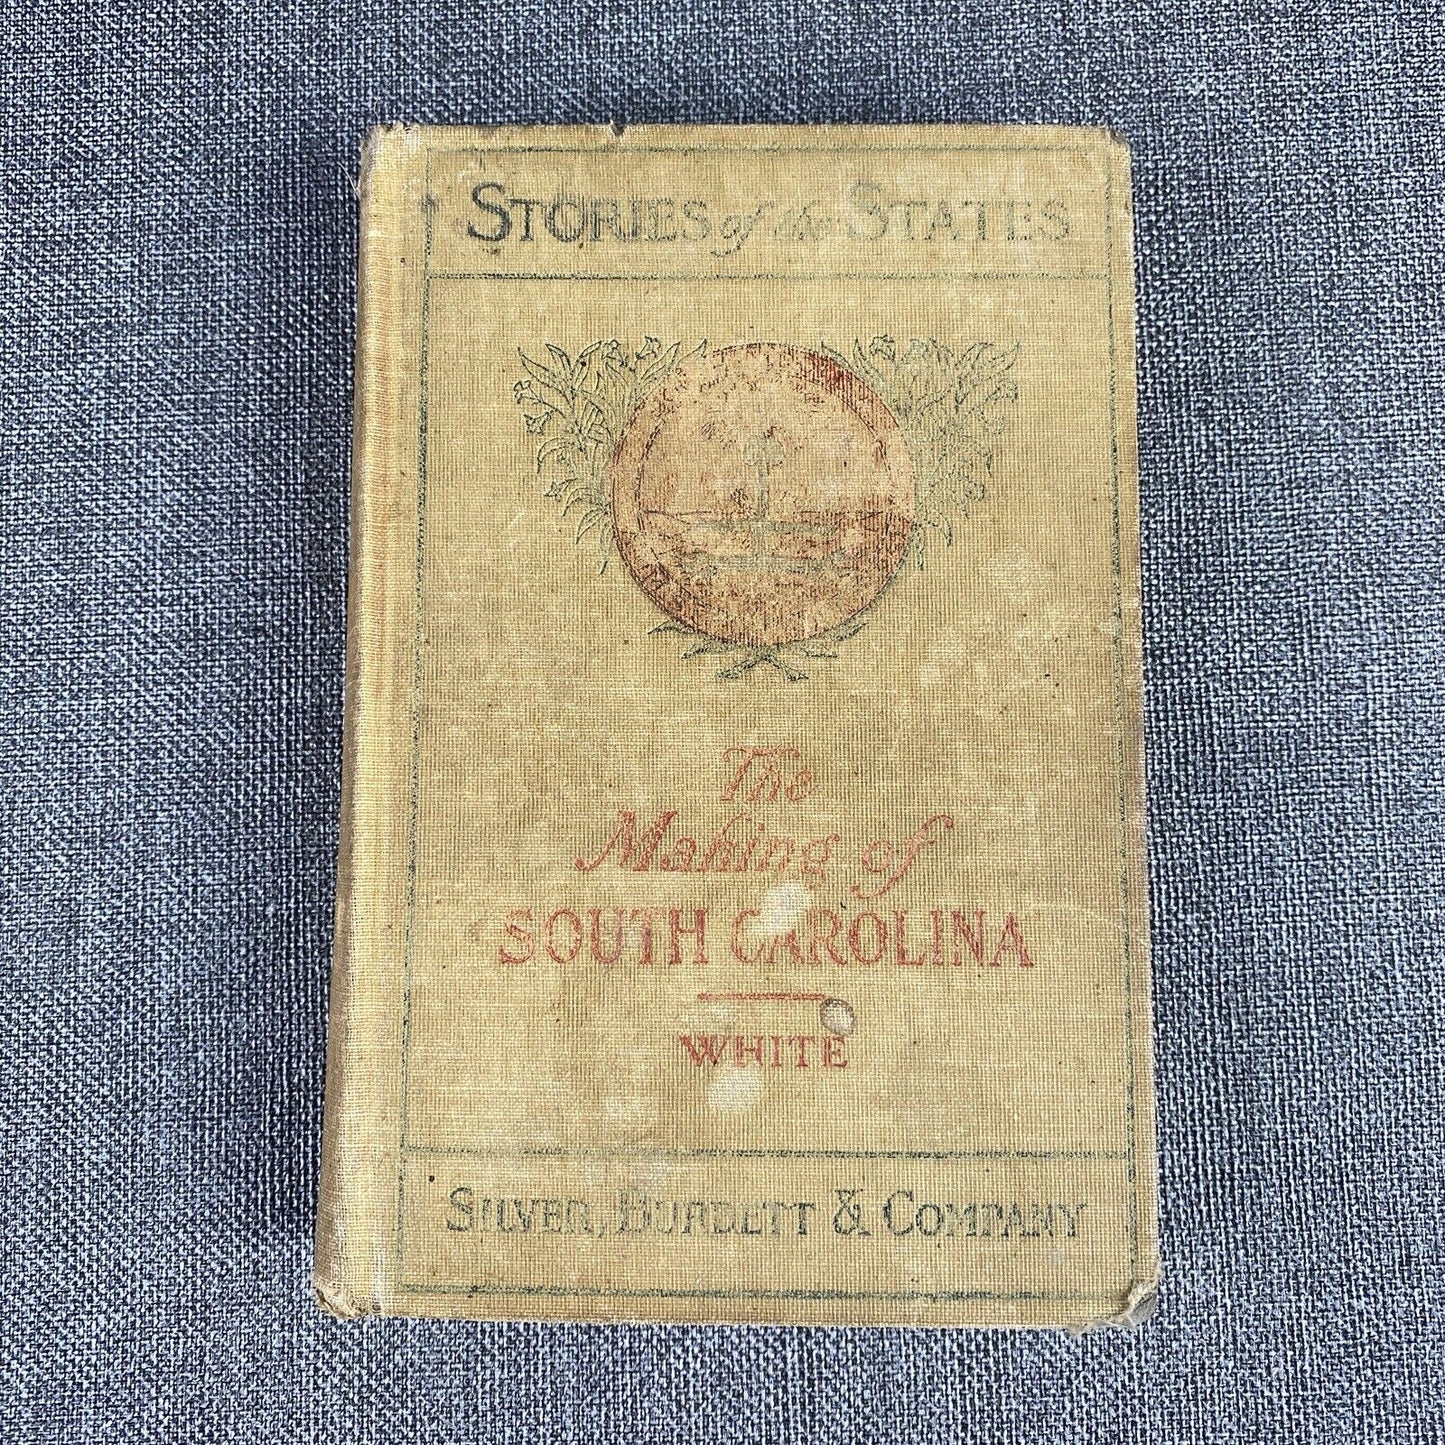 STORIES of the STATES
The
Making of
SOUTH CAROLINA
WHITE
SILVER, BURDETT & COMPANY